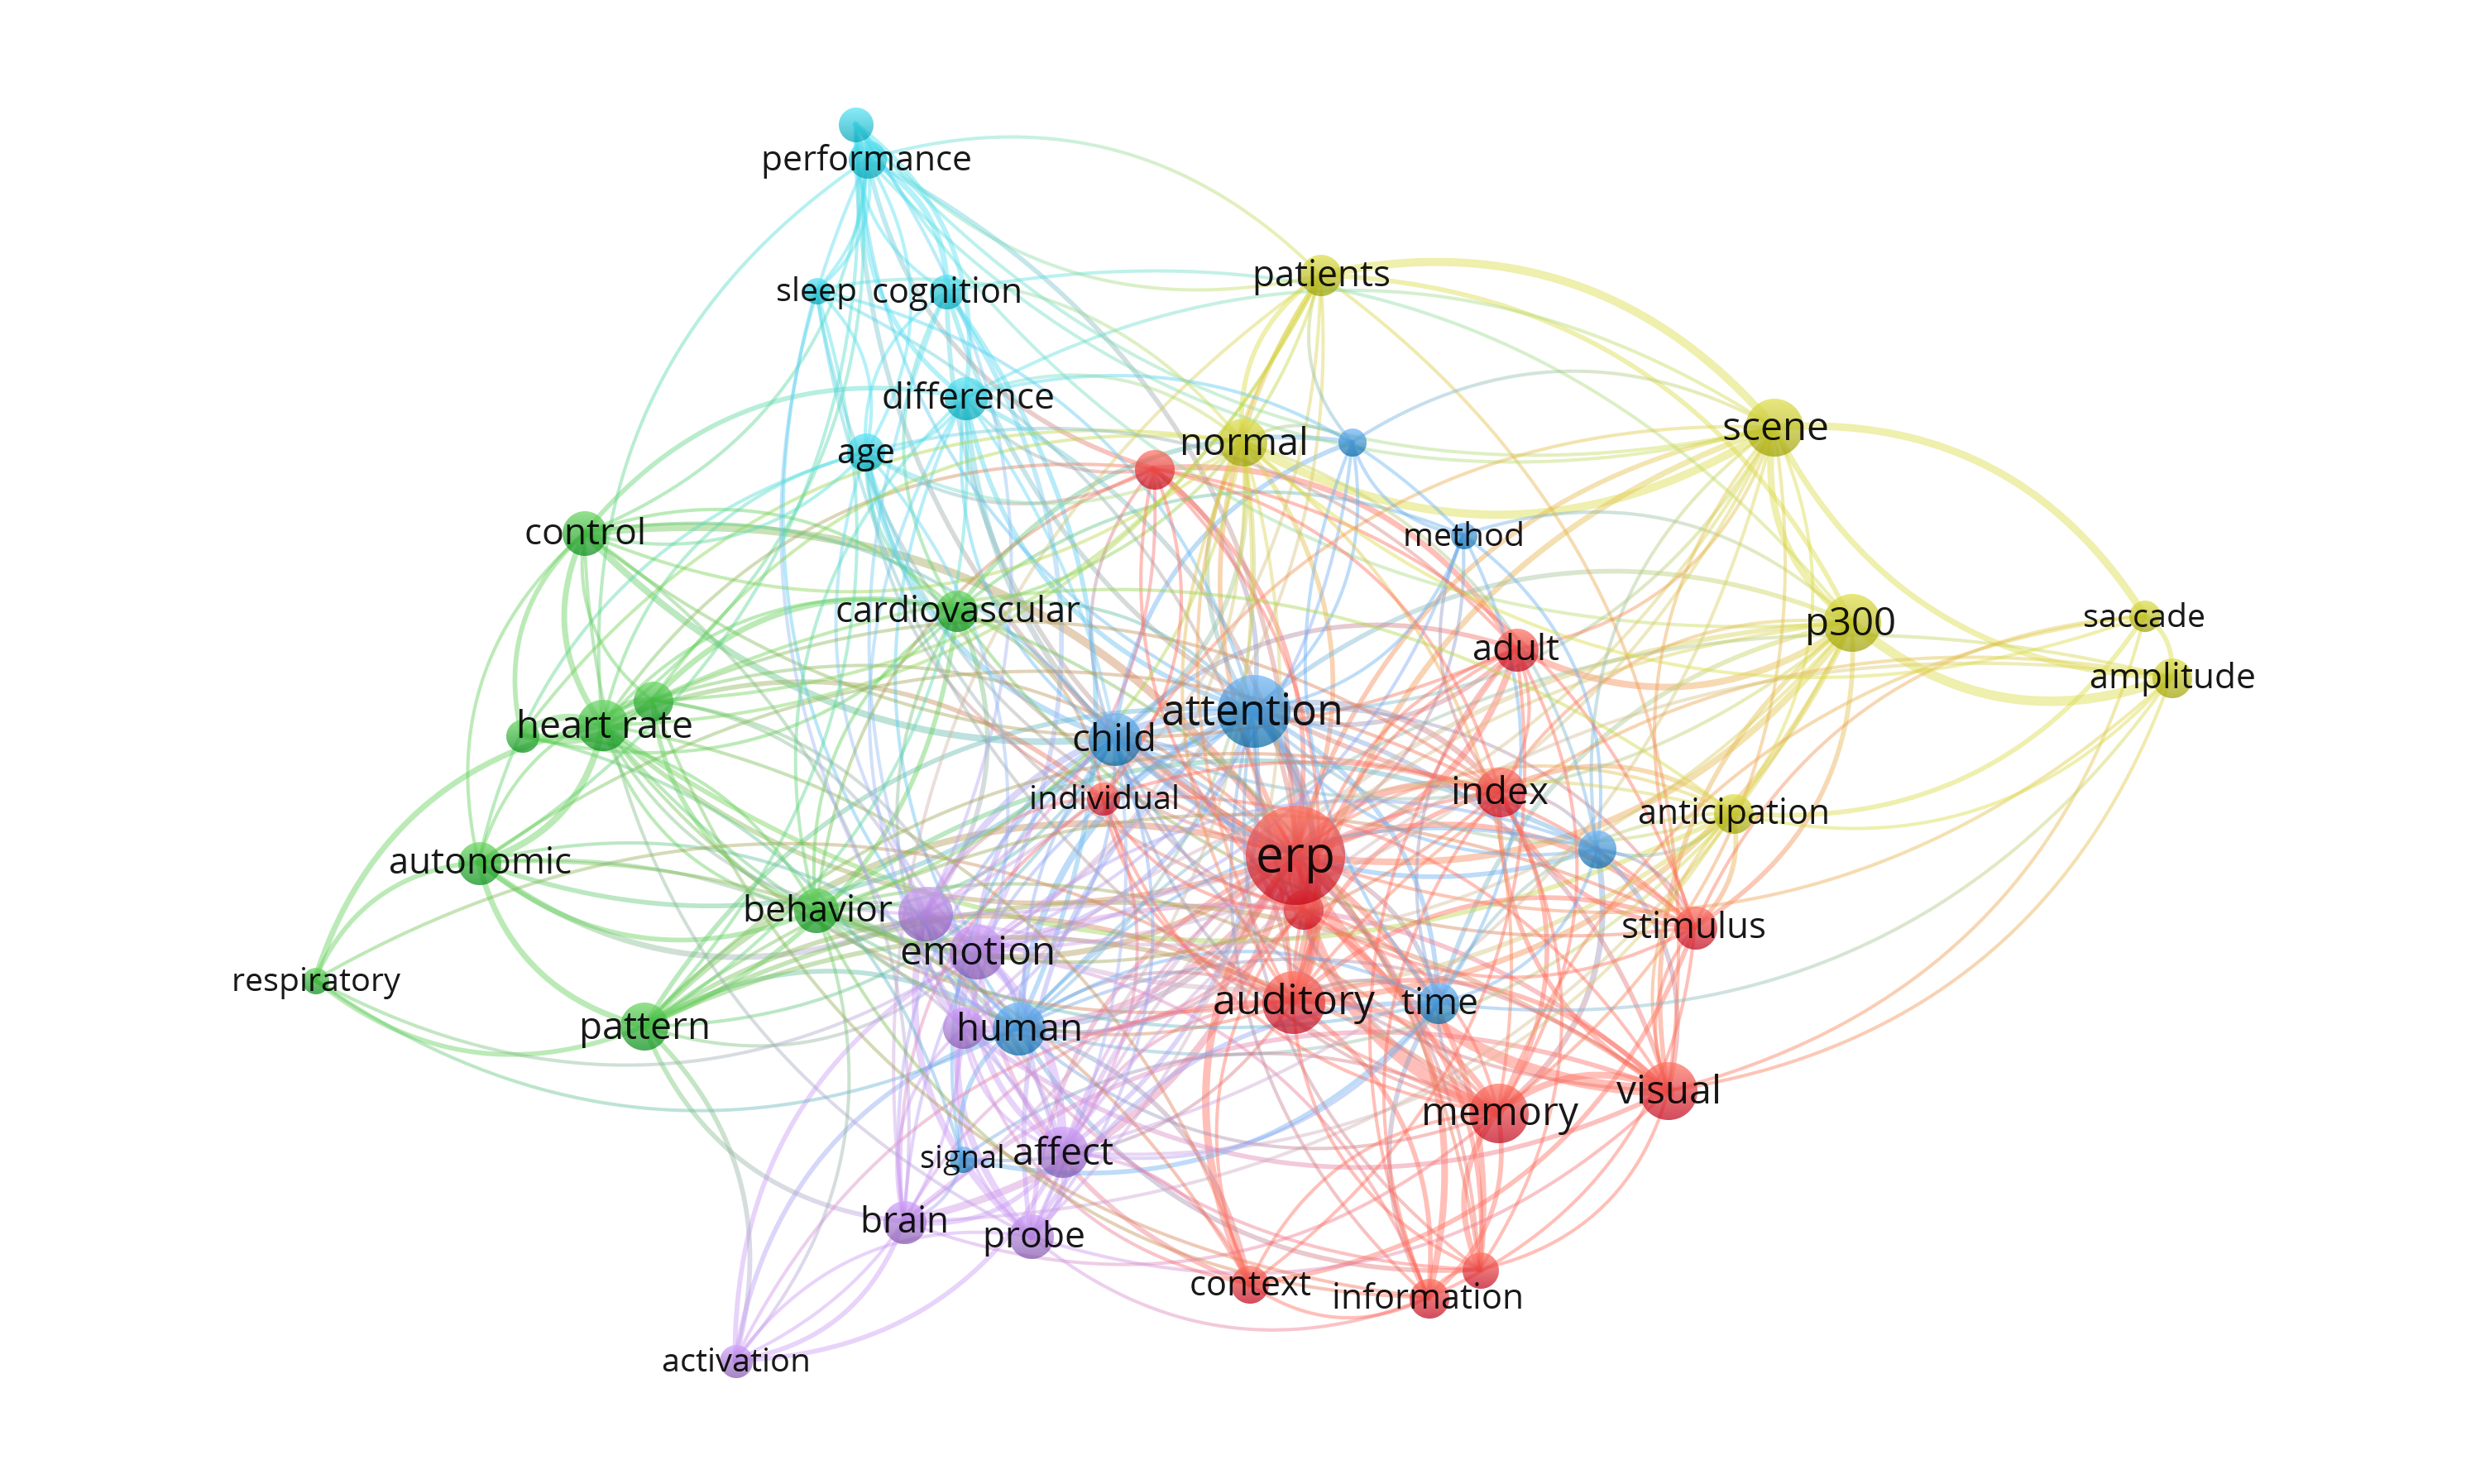 performance
patients
sleep
cognition
difference
scene
normal
age
control
method
cardiovascular
saccade
p300
adult
amplitude
attention
heart rate
child
index
individual
anticipation
erp
autonomic
behavior
stimulus
emotion
respiratory
auditory
time
pattern
human
visual
memory
affect
signal
brain
probe
context
information
activation